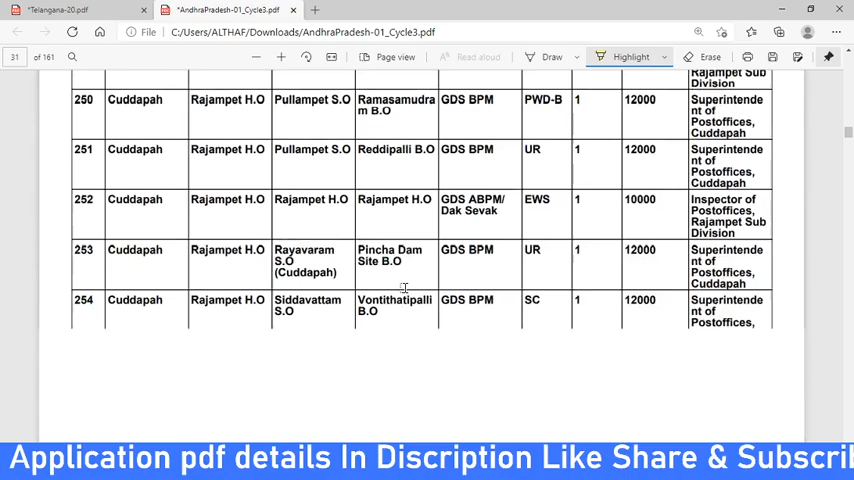 *Telangana-20.pdf
*AndhraPradesh-01_Cycle3.pdf
File C:/Users/ALTHAF/Downloads/AndhraPradesh-01_Cycle3.pdf
31 of 161 Page view Read aloud Draw Highlight Erase
Rajampet Sub
Division
250 Cuddapah Rajampet H.O Pullampet S.O Ramasamudra GDS BPM PWD-B 1 12000 Superintende
m B.O nt of
Postoffices,
Cuddapah
251 Cuddapah Rajampet H.O Pullampet S.O Reddipalli B.O GDS BPM UR 1 12000 Superintende
nt of
Postoffices,
Cuddapah
252 Cuddapah Rajampet H.O Rajampet H.O Rajampet H.O GDS ABPM/ EWS 1 10000 Inspector of
Dak Sevak Postoffices,
Rajampet Sub
Division
253 Cuddapah Rajampet H.O Rayavaram Pincha Dam GDS BPM UR 1 12000 Superintende
S.O Site B.O nt of
(Cuddapah) Postoffices,
Cuddapah
254 Cuddapah Rajampet H.O Siddavattam Vontithatipalli GDS BPM SC 1 12000 Superintende
S.O B.O nt of
Postoffices,
Application pdf details In Discription Like Share & Subscrib